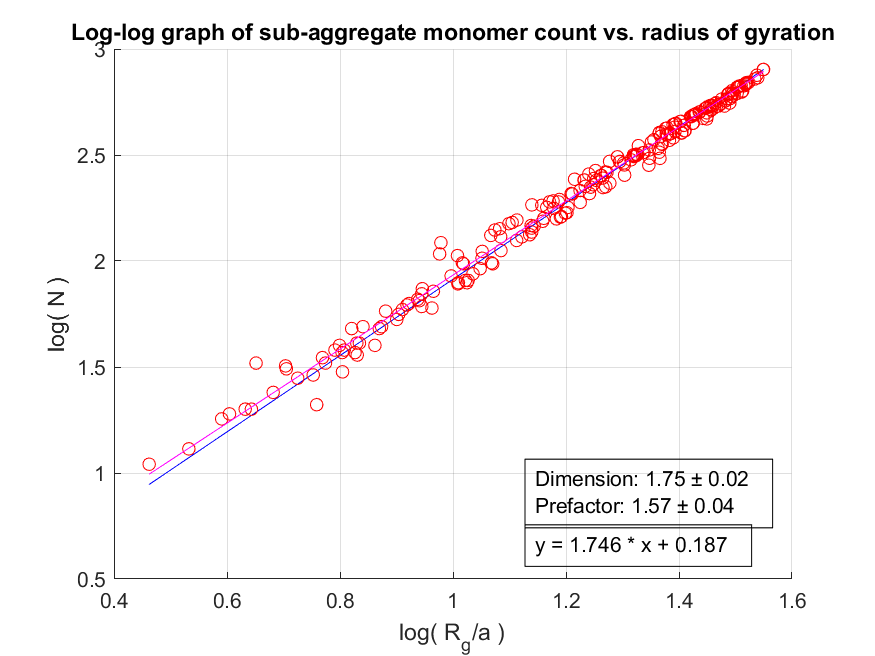 Log-log graph of sub-aggregate monomer count vs. radius of gyration
3
2.5
2
1.5
1
0.5
log( N )
Dimension: 1.75 ± 0.02
Prefactor: 1.57 ± 0.04
y = 1.746 * x + 0.187
0.4 0.6 0.8 1 1.2 1.4 1.6
log( Rg/a )